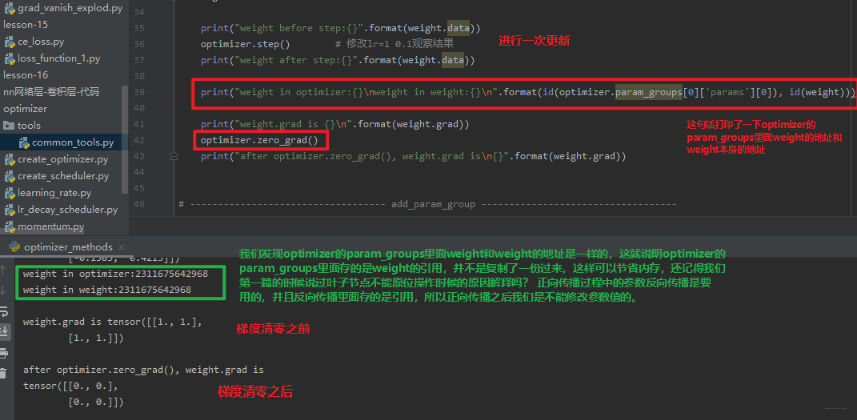 grad_vanish_explod.py
lesson-15
ce_loss.py
loss_function_1.py
lesson-16
nn网络层-卷积层-代码
optimizer
tools
common_tools.py
create_optimizer.py
create_scheduler.py
learning_rate.py
lr_decay_scheduler.py
momentum.py
34
35 print("weight before step:{}".format(weight.data))
36 optimizer.step() # 修改lr=1 0.1观察结果
进行一次更新
37 print("weight after step:{}".format(weight.data))
38
39 print("weight in optimizer:{}\nweight in weight:{}\n".format(id(optimizer.param_groups[0]['params'][0]), id(weight)))
40
41 print("weight.grad is {}\n".format(weight.grad))
42 optimizer.zero_grad()
43 print("after optimizer.zero_grad(), weight.grad is\n{}".format(weight.grad))
这句话打印了一下optimizer的
param_groups里面weight的地址和
weight本身的地址
44
45
46 # --------------------------------- add_param_group ---------------------------------
optimizer_methods
weight in optimizer:2311675642968
weight in weight:2311675642968
我们发现optimizer的param_groups里面weight和weight的地址是一样的，这就说明optimizer的
param_groups里面存的是weight的引用，并不是复制了一份过来，这样可以节省内存，还记得我们
第一篇的时候说过叶子节点不能原位操作时候的原因解释吗？ 正向传播过程中的参数反向传播是要
用的，并且反向传播里面存的是引用，所以正向传播之后我们是不能修改参数值的。
weight.grad is tensor([[1., 1.],
[1., 1.]])
梯度清零之前
after optimizer.zero_grad(), weight.grad is
tensor([[0., 0.],
[0., 0.]])
梯度清零之后